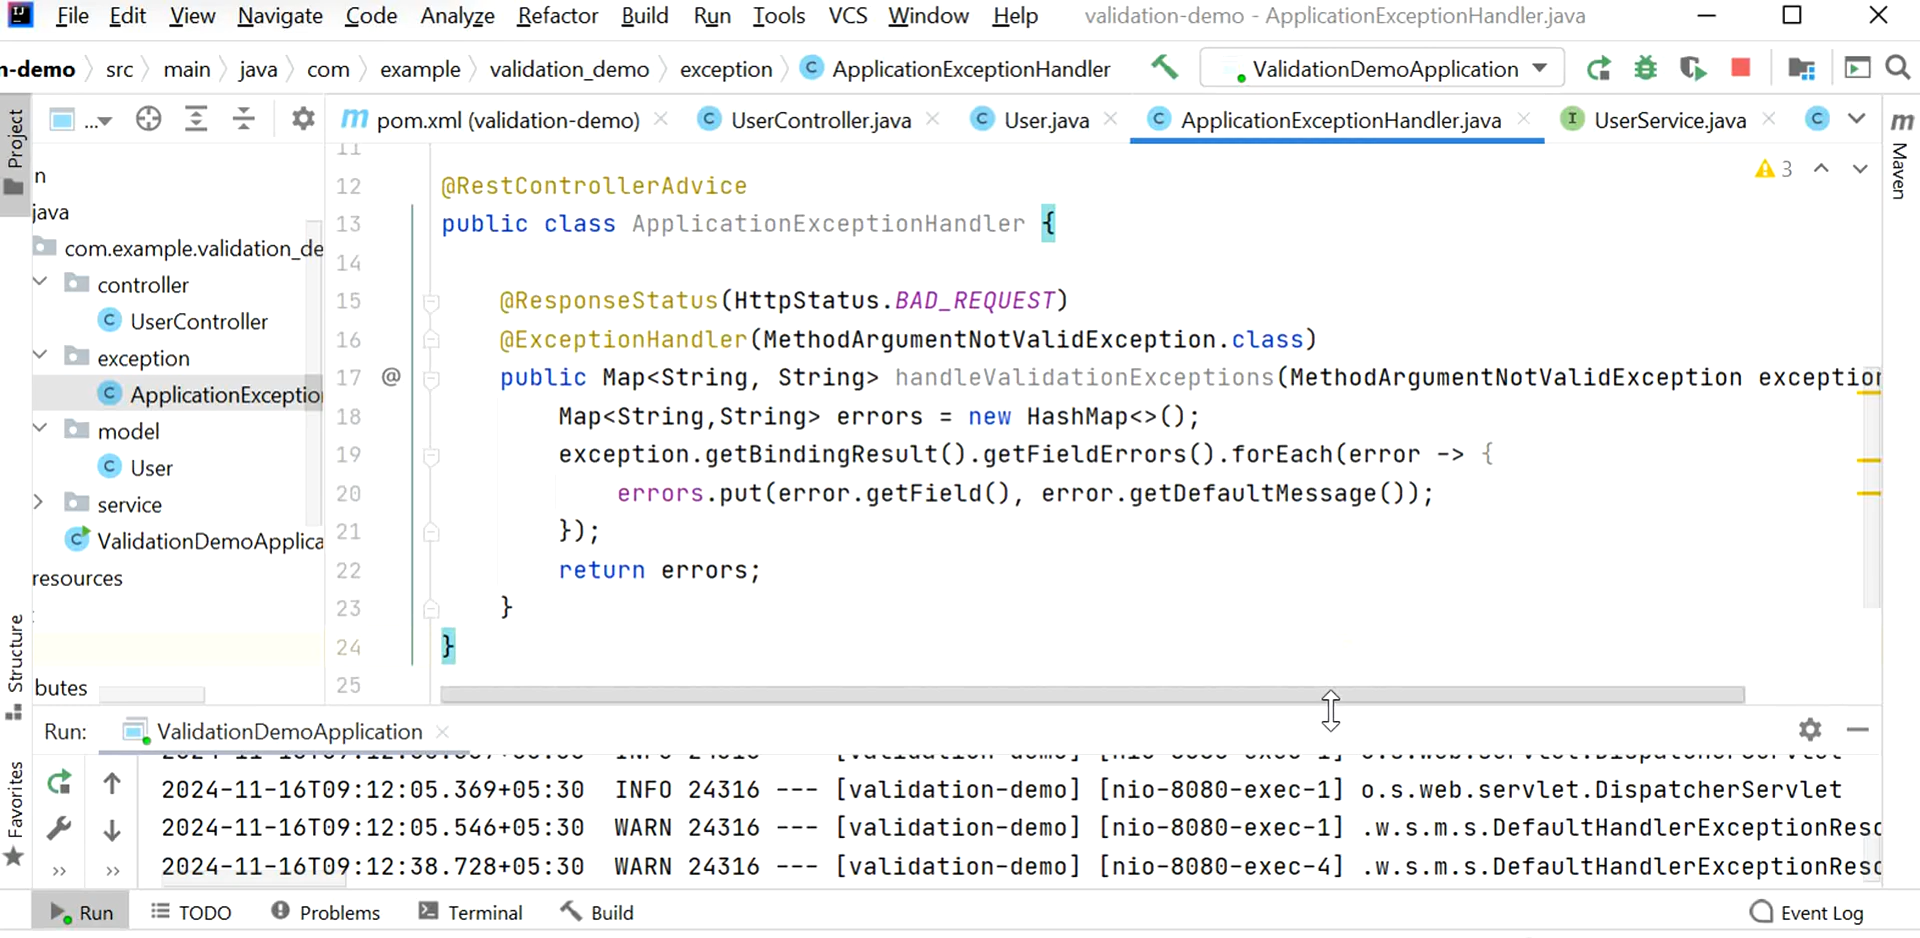 File Edit View Navigate Code Analyze Refactor Build Run Tools VCS Window Help validation-demo - ApplicationExceptionHandler.java
n-demo src main java com example validation_demo exception ApplicationExceptionHandler ValidationDemoApplication
pom.xml (validation-demo) UserController.java User.java ApplicationExceptionHandler.java UserService.java
Project
Structure
Favorites
Maven
n
java
com.example.validation_de
controller
UserController
exception
ApplicationExceptio
model
User
service
ValidationDemoApplica
resources
butes
3
11
12 @RestControllerAdvice
13 public class ApplicationExceptionHandler {
14
15 @ResponseStatus(HttpStatus.BAD_REQUEST)
16 @ExceptionHandler(MethodArgumentNotValidException.class)
17 public Map<String, String> handleValidationExceptions(MethodArgumentNotValidException exception
18 Map<String,String> errors = new HashMap<>();
19 exception.getBindingResult().getFieldErrors().forEach(error -> {
20 errors.put(error.getField(), error.getDefaultMessage());
21 });
22 return errors;
23 }
24 }
25
Run: ValidationDemoApplication
2024-11-16T09:12:05.369+05:30 INFO 24316 --- [validation-demo] [nio-8080-exec-1] o.s.web.servlet.DispatcherServlet
2024-11-16T09:12:05.546+05:30 WARN 24316 --- [validation-demo] [nio-8080-exec-1] .w.s.m.s.DefaultHandlerExceptionReso
2024-11-16T09:12:38.728+05:30 WARN 24316 --- [validation-demo] [nio-8080-exec-4] .w.s.m.s.DefaultHandlerExceptionReso
Run TODO Problems Terminal Build Event Log